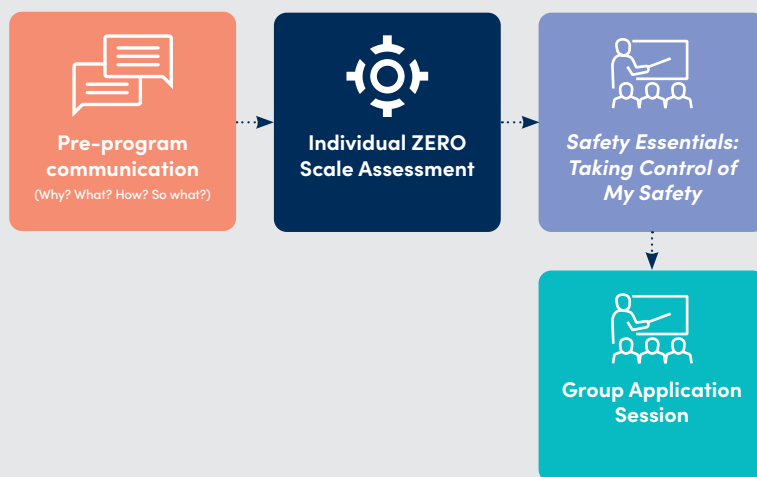 Pre-program
communication
(Why? What? How? So what?)
Individual ZERO
Scale Assessment
Safety Essentials:
Taking Control of
My Safety
Group Application
Session